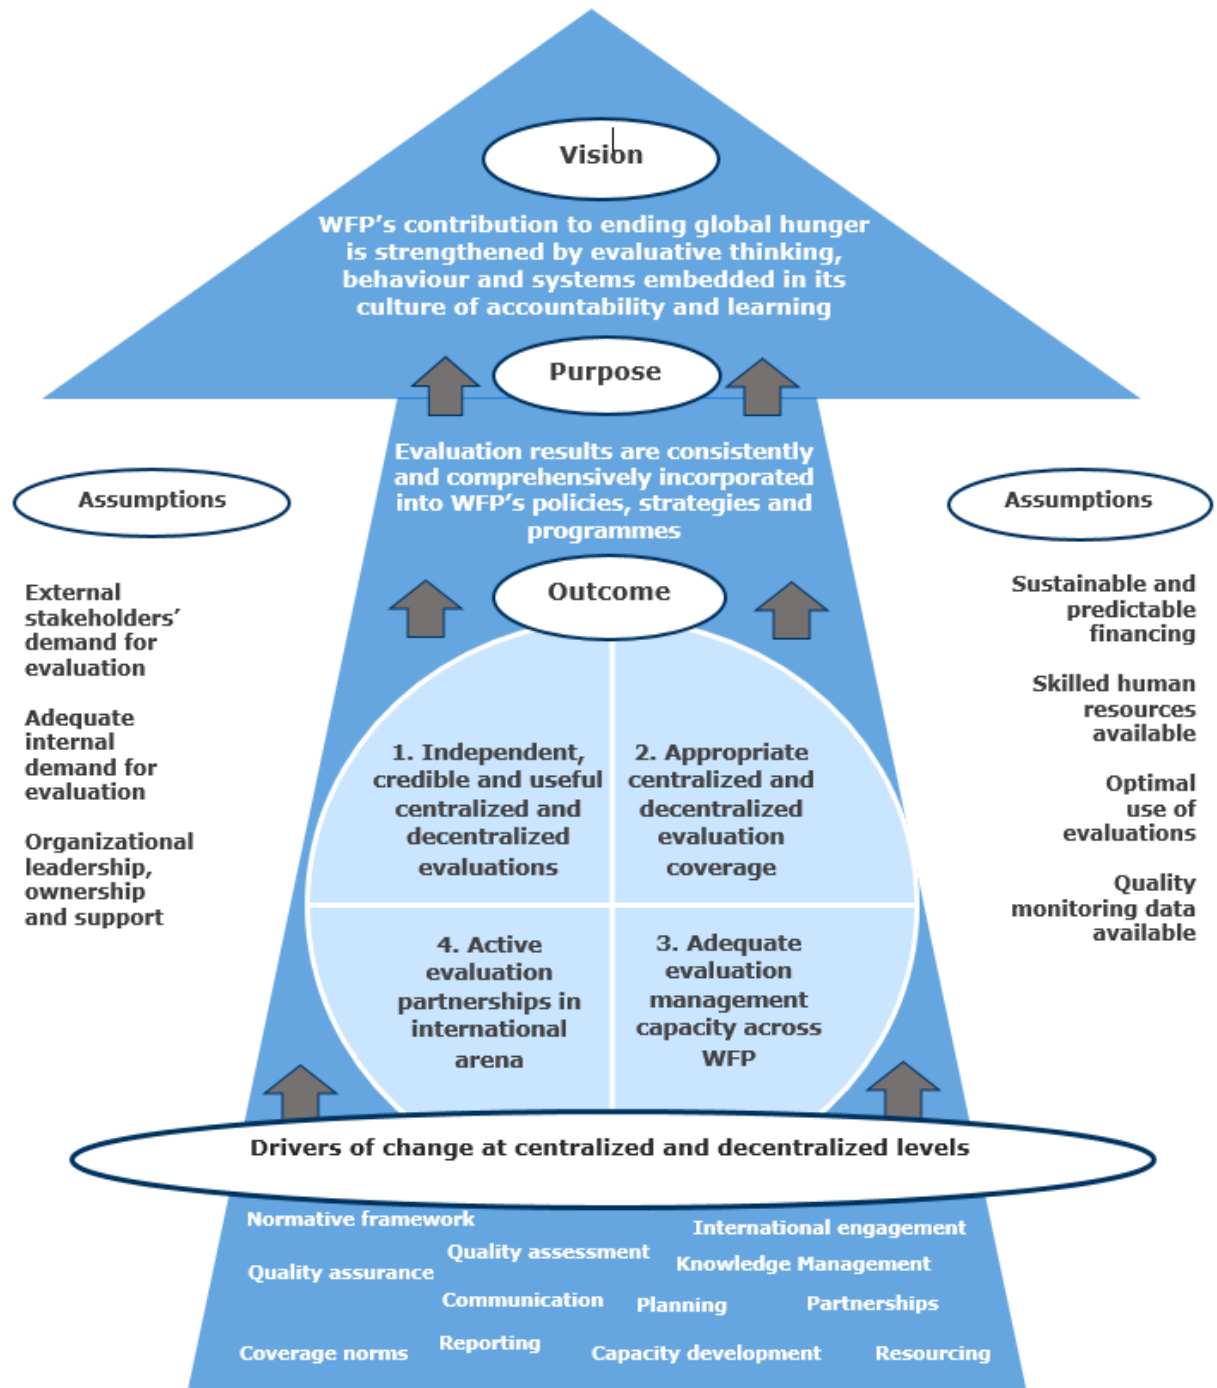 Vision
WFP’s contribution to ending global hunger
is strengthened by evaluative thinking,
behaviour and systems embedded in its
culture of accountability and learning
Purpose
Evaluation results are consistently
and comprehensively incorporated
into WFP’s policies, strategies and
programmes
Assumptions
External
stakeholders’
demand for
evaluation
Adequate
internal
demand for
evaluation
Organizational
leadership,
ownership
and support
Assumptions
Sustainable and
predictable
financing
Skilled human
resources
available
Optimal
use of
evaluations
Quality
monitoring data
available
Outcome
1. Independent,
credible and useful
centralized and
decentralized
evaluations
2. Appropriate
centralized and
decentralized
evaluation
coverage
4. Active
evaluation
partnerships in
international
arena
3. Adequate
evaluation
management
capacity across
WFP
Drivers of change at centralized and decentralized levels
Normative framework
International engagement
Quality assessment
Knowledge Management
Quality assurance
Communication
Planning
Partnerships
Reporting
Coverage norms
Capacity development
Resourcing